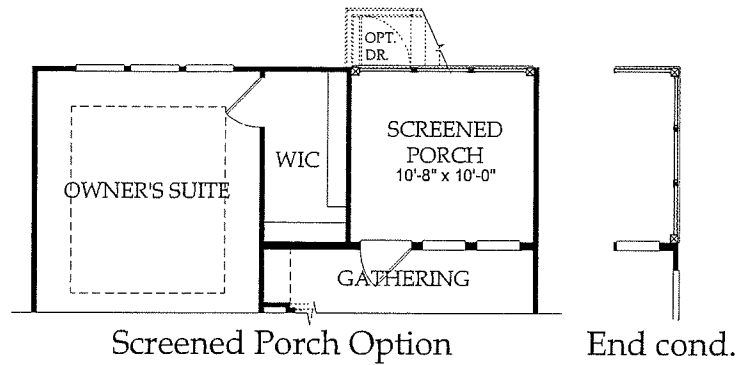 OPT.
DR.
OWNER'S SUITE
WIC
SCREENED
PORCH
10'-8" x 10'-0"
GATHERING
Screened Porch Option
End cond.